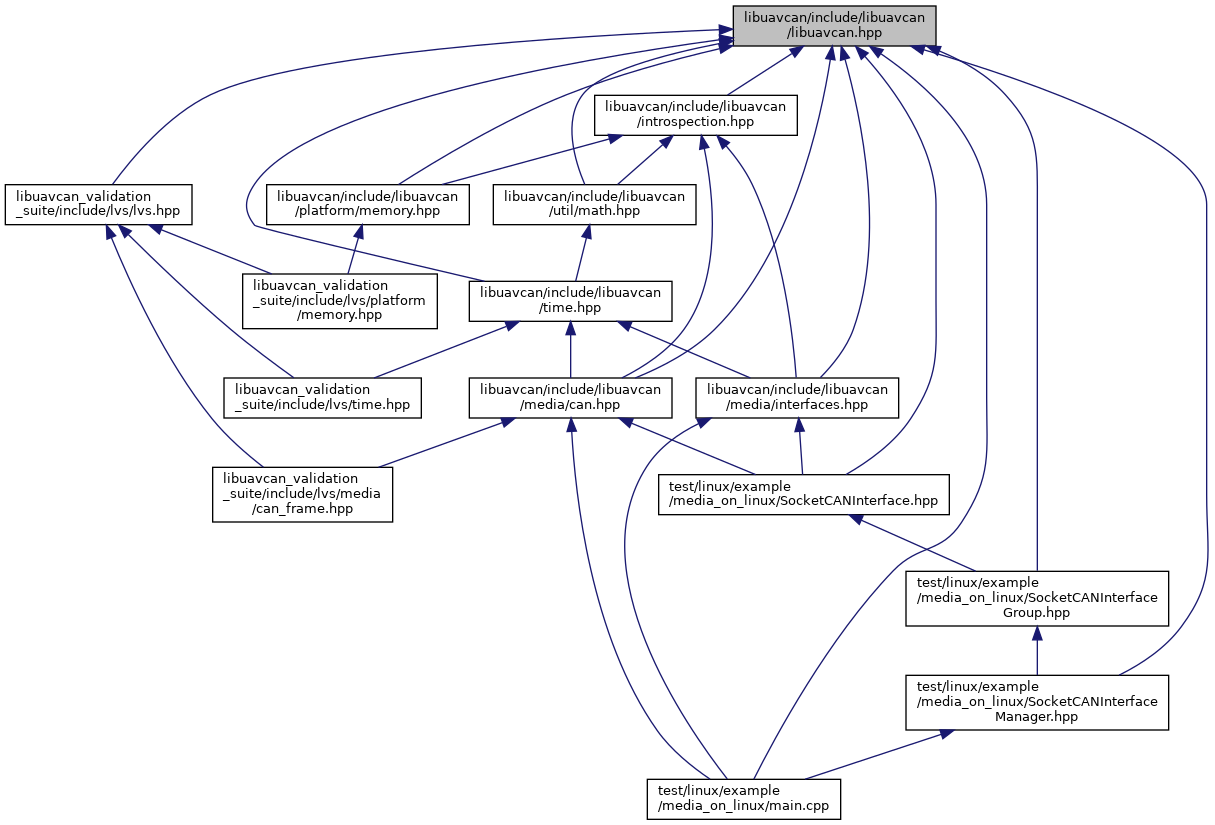 libuavcan/include/libuavcan
/libuavcan.hpp
libuavcan/include/libuavcan
/introspection.hpp
libuavcan_validation
_suite/include/lvs/lvs.hpp
libuavcan/include/libuavcan
/platform/memory.hpp
libuavcan/include/libuavcan
/util/math.hpp
libuavcan_validation
_suite/include/lvs/platform
/memory.hpp
libuavcan/include/libuavcan
/time.hpp
libuavcan_validation
_suite/include/lvs/time.hpp
libuavcan/include/libuavcan
/media/can.hpp
libuavcan/include/libuavcan
/media/interfaces.hpp
libuavcan_validation
_suite/include/lvs/media
/can_frame.hpp
test/linux/example
/media_on_linux/SocketCANInterface.hpp
test/linux/example
/media_on_linux/SocketCANInterface
Group.hpp
test/linux/example
/media_on_linux/SocketCANInterface
Manager.hpp
test/linux/example
/media_on_linux/main.cpp